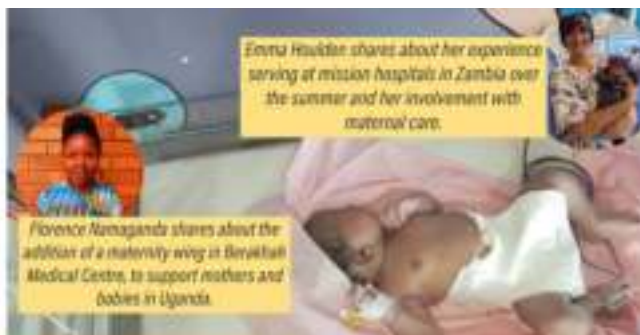 Emma Houlden shares about her experience
serving at mission hospitals in Zambia over
the summer and her involvement with
maternal care.
Florence Namaganda shares about the
addition of a maternity wing in Berakhah
Medical Centre, to support mothers and
babies in Uganda.